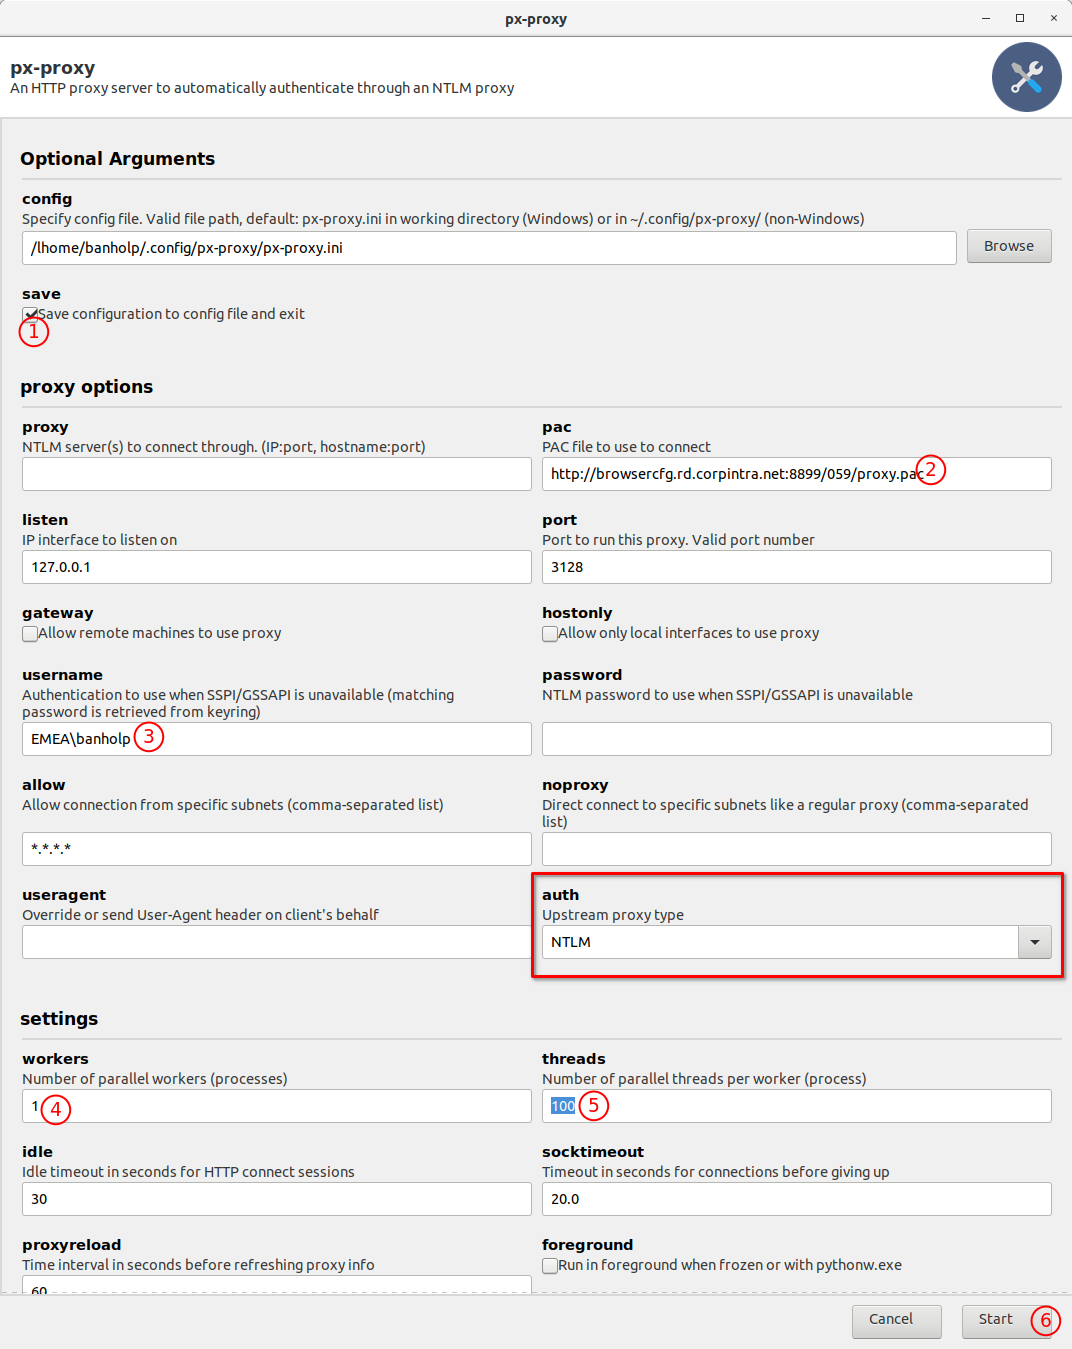 px-proxy
px-proxy
An HTTP proxy server to automatically authenticate through an NTLM proxy
Optional Arguments
config
Specify config file. Valid file path, default: px-proxy.ini in working directory (Windows) or in ~/.config/px-proxy/ (non-Windows)
/lhome/banholp/.config/px-proxy/px-proxy.ini
Browse
save
Save configuration to config file and exit
1
proxy options
proxy
NTLM server(s) to connect through. (IP:port, hostname:port)
pac
PAC file to use to connect
http://browsercfg.rd.corpintra.net:8899/059/proxy.pac
2
listen
IP interface to listen on
127.0.0.1
port
Port to run this proxy. Valid port number
3128
gateway
Allow remote machines to use proxy
hostonly
Allow only local interfaces to use proxy
username
Authentication to use when SSPI/GSSAPI is unavailable (matching
password is retrieved from keyring)
EMEA\banholp
3
password
NTLM password to use when SSPI/GSSAPI is unavailable
allow
Allow connection from specific subnets (comma-separated list)
*.*.*.*
noproxy
Direct connect to specific subnets like a regular proxy (comma-separated
list)
useragent
Override or send User-Agent header on client's behalf
auth
Upstream proxy type
NTLM
settings
workers
Number of parallel workers (processes)
1
4
threads
Number of parallel threads per worker (process)
100
5
idle
Idle timeout in seconds for HTTP connect sessions
30
socktimeout
Timeout in seconds for connections before giving up
20.0
proxyreload
Time interval in seconds before refreshing proxy info
60
foreground
Run in foreground when frozen or with pythonw.exe
Cancel
Start
6